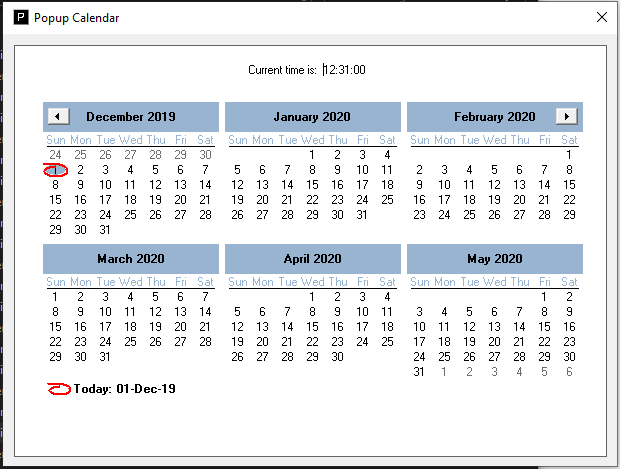 P Popup Calendar
Current time is: 12:31:00
December 2019
Sun Mon Tue Wed Thu Fri Sat
24 25 26 27 28 29 30
1 2 3 4 5 6 7
8 9 10 11 12 13 14
15 16 17 18 19 20 21
22 23 24 25 26 27 28
29 30 31
January 2020
Sun Mon Tue Wed Thu Fri Sat
1 2 3 4
5 6 7 8 9 10 11
12 13 14 15 16 17 18
19 20 21 22 23 24 25
26 27 28 29 30 31
February 2020
Sun Mon Tue Wed Thu Fri Sat
1
2 3 4 5 6 7 8
9 10 11 12 13 14 15
16 17 18 19 20 21 22
23 24 25 26 27 28 29
March 2020
Sun Mon Tue Wed Thu Fri Sat
1 2 3 4 5 6 7
8 9 10 11 12 13 14
15 16 17 18 19 20 21
22 23 24 25 26 27 28
29 30 31
April 2020
Sun Mon Tue Wed Thu Fri Sat
1 2 3 4
5 6 7 8 9 10 11
12 13 14 15 16 17 18
19 20 21 22 23 24 25
26 27 28 29 30
May 2020
Sun Mon Tue Wed Thu Fri Sat
1 2
3 4 5 6 7 8 9
10 11 12 13 14 15 16
17 18 19 20 21 22 23
24 25 26 27 28 29 30
31 1 2 3 4 5 6
Today: 01-Dec-19